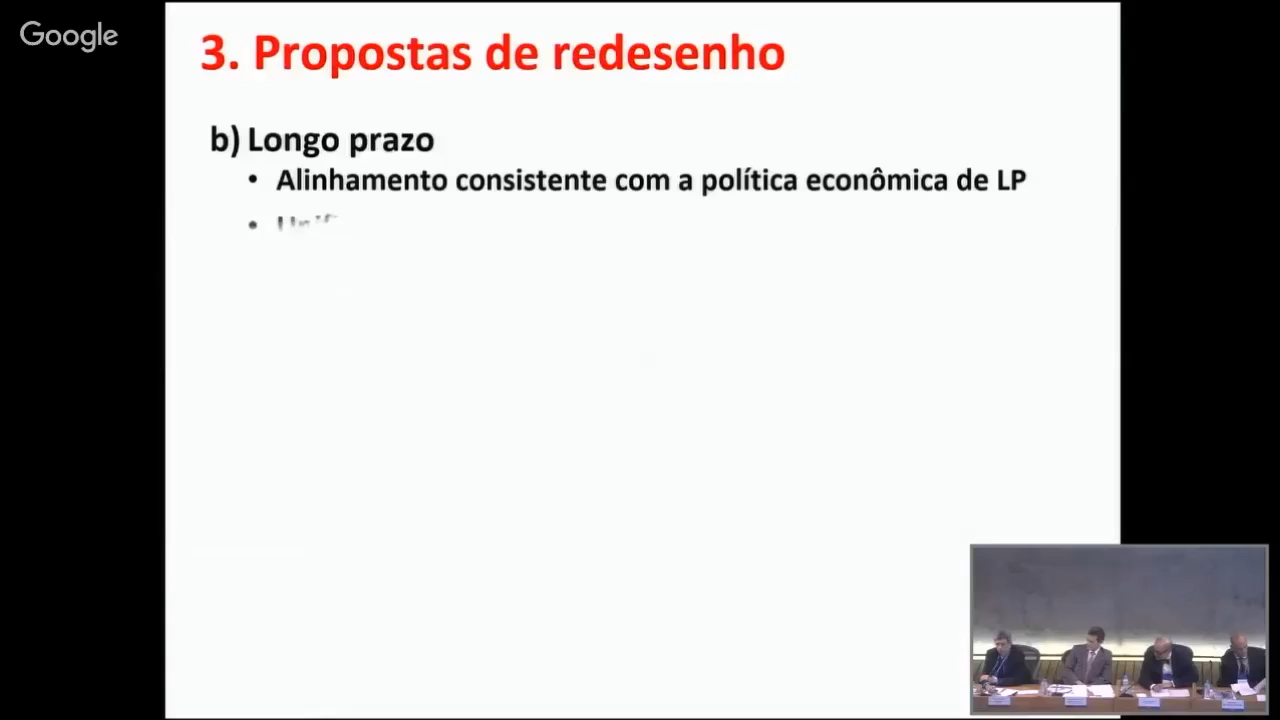 Google
3. Propostas de redesenho
b) Longo prazo
• Alinhamento consistente com a política econômica de LP